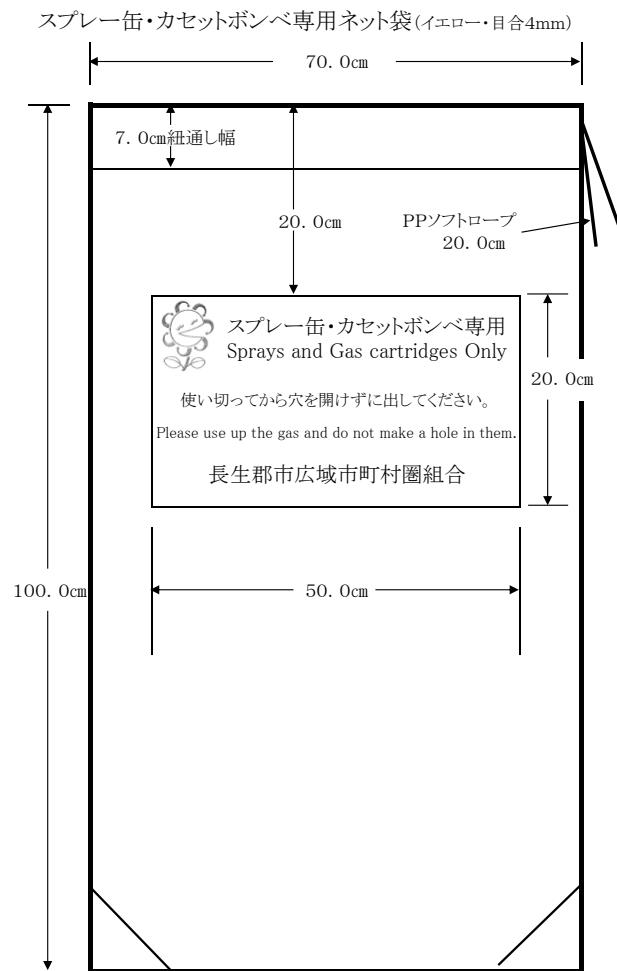 スプレー缶・カセットボンベ専用ネット袋(イエロー・目合4mm)
70.0㎝
7.0㎝紐通し幅
20.0㎝
PPソフトロープ
20.0㎝
スプレー缶・カセットボンベ専用
Sprays and Gas cartridges Only
使い切ってから穴を開けずに出してください。
Please use up the gas and do not make a hole in them.
長生郡市広域市町村圏組合
20.0㎝
100.0㎝
50.0㎝